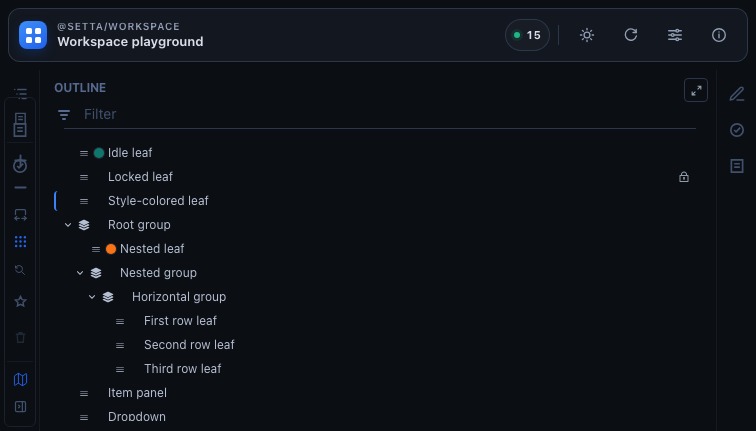 @SETTA/WORKSPACE
Workspace playground
15
OUTLINE
Filter
Idle leaf
Locked leaf
Style-colored leaf
Root group
Nested leaf
Nested group
Horizontal group
First row leaf
Second row leaf
Third row leaf
Item panel
Dropdown